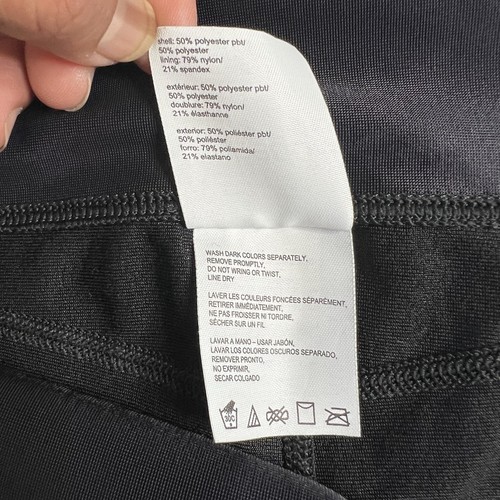 shell: 50% polyester pbt/
50% polyester
lining: 79% nylon/
21% spandex
extérieur: 50% polyester pbt/
50% polyester
doublure: 79% nylon/
21% élasthanne
exterior: 50% poliéster pbt/
50% poliéster
forro: 79% poliamida/
21% elastano
WASH DARK COLORS SEPARATELY.
REMOVE PROMPTLY,
DO NOT WRING OR TWIST,
LINE DRY
LAVER LES COULEURS FONCÉES SÉPARÉMENT,
RETIRER IMMÉDIATEMENT,
NE PAS FROISSER NI TORDRE,
SÉCHER SUR UN FIL
LAVAR A MANO – USAR JABÓN,
LAVAR LOS COLORES OSCUROS SEPARADO,
REMOVER PRONTO,
NO EXPRIMIR,
SECAR COLGADO
30C